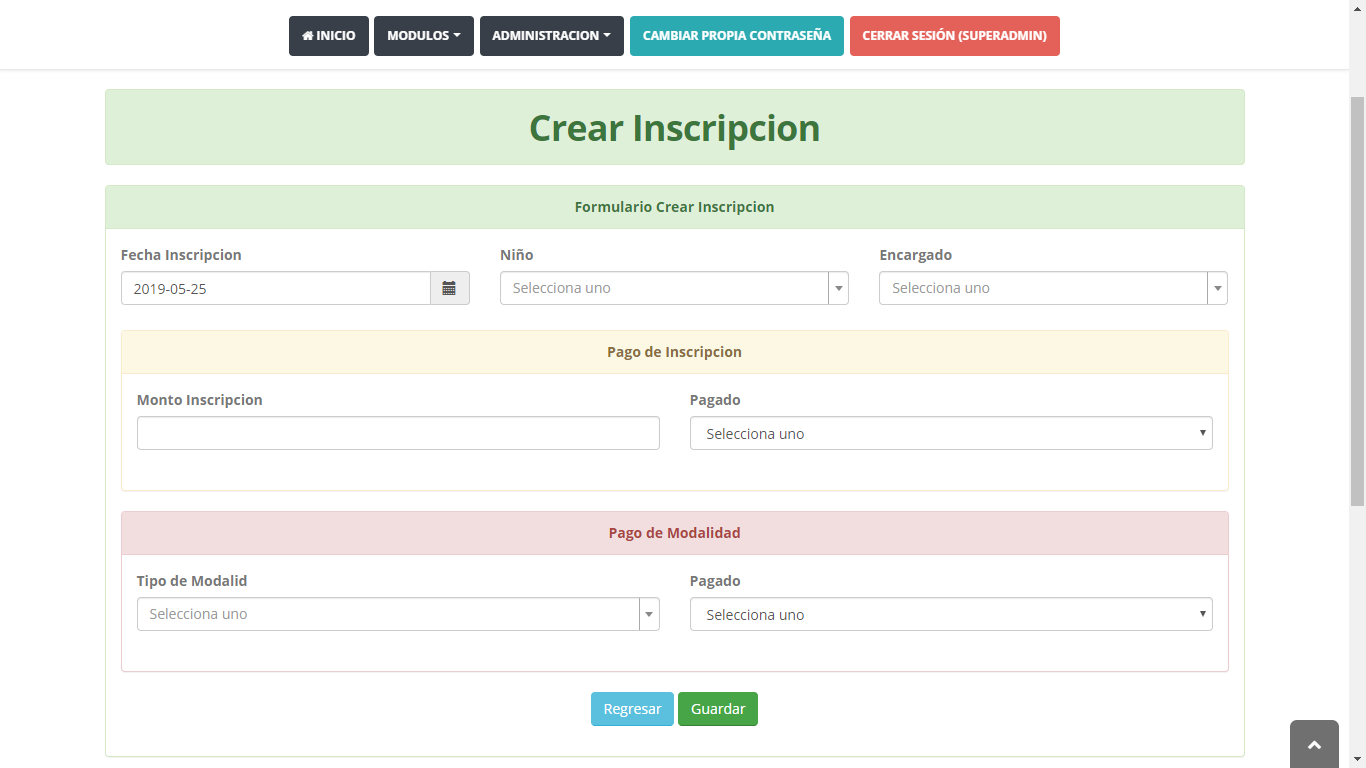 INICIO MODULOS ADMINISTRACION CAMBIAR PROPIA CONTRASEÑA CERRAR SESIÓN (SUPERADMIN)
Crear Inscripcion
Formulario Crear Inscripcion
Fecha Inscripcion Niño Encargado
2019-05-25 Selecciona uno Selecciona uno
Pago de Inscripcion
Monto Inscripcion Pagado
Selecciona uno
Pago de Modalidad
Tipo de Modalid Pagado
Selecciona uno Selecciona uno
Regresar Guardar